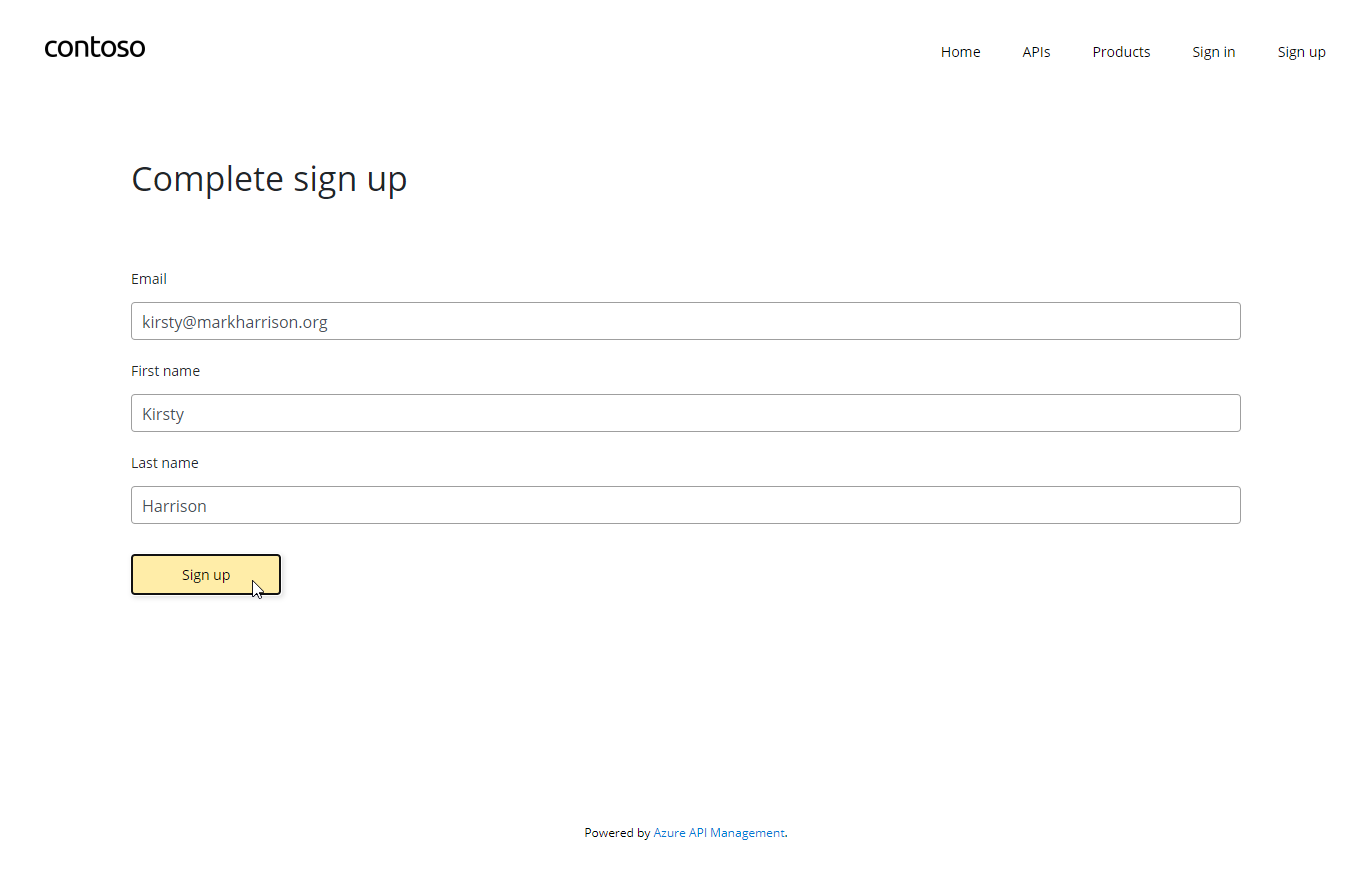 contoso
Home APIs Products Sign in Sign up
Complete sign up
Email
kirsty@markharrison.org
First name
Kirsty
Last name
Harrison
Sign up
Powered by Azure API Management.